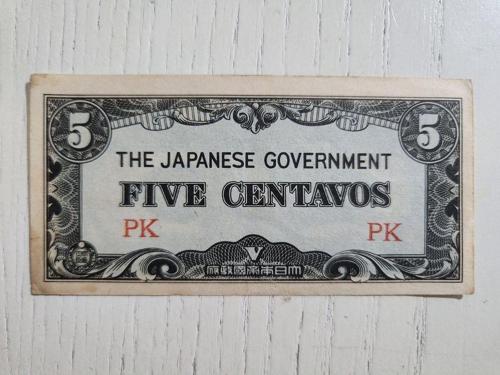 5 5
THE JAPANESE GOVERNMENT
FIVE CENTAVOS
PK PK
V
大日本帝國政府